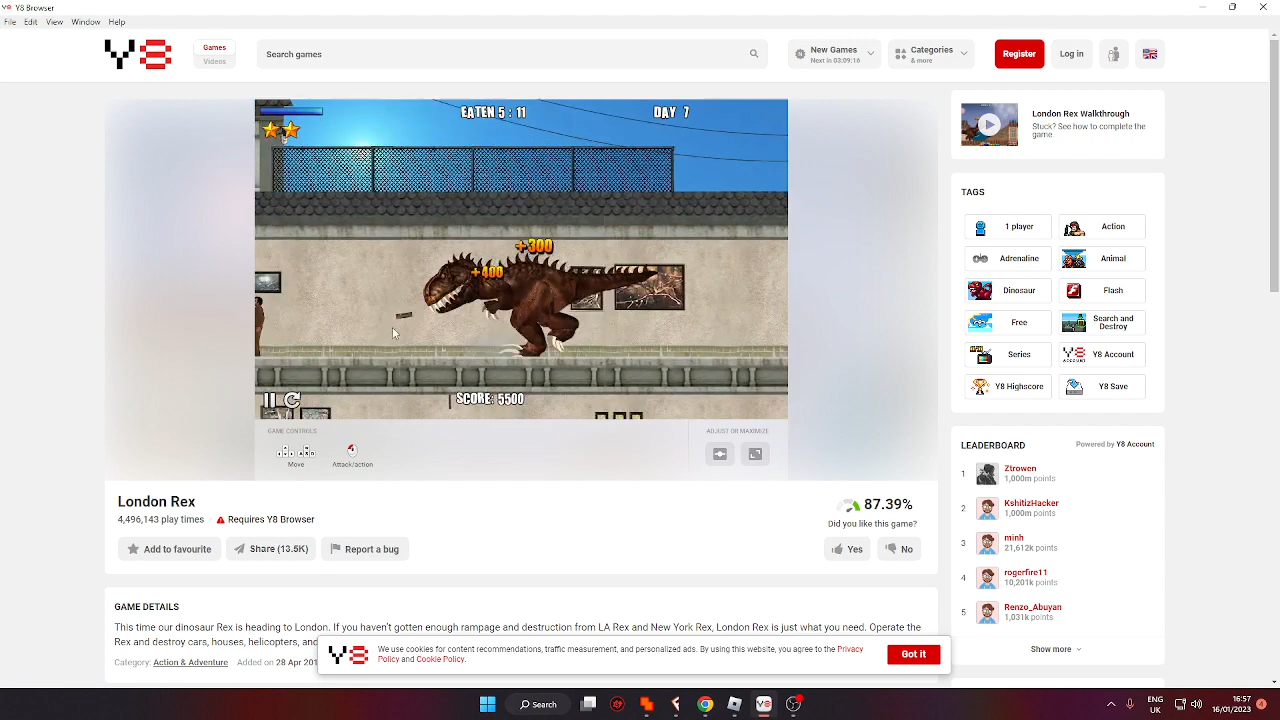 Y8 Browser
File Edit View Window Help
Y8
Games
Videos
Search games
New Games
Next in 03:09:16
Categories
& more
Register
Log in
EATEN 5 : 11
DAY 7
+300
+400
SCORE: 5500
GAME CONTROLS
Move
Attack/action
ADJUST OR MAXIMIZE
London Rex
4,496,143 play times
Requires Y8 Browser
87.39%
Did you like this game?
Add to favourite
Share (13.5K)
Report a bug
Yes
No
GAME DETAILS
This time our dinosaur Rex is heading to London. If you haven't gotten enough rampage and destruction from LA Rex and New York Rex, London Rex is just what you need. Operate the
Rex and destroy cars, houses, helicopters, and
Category: Action & Adventure Added on 28 Apr 201
London Rex Walkthrough
Stuck? See how to complete the
game.
TAGS
1 player
Action
Adrenaline
Animal
Dinosaur
Flash
Free
Search and
Destroy
Series
Y8 Account
Y8 Highscore
Y8 Save
LEADERBOARD
Powered by Y8 Account
1 Ztrowen
1,000m points
2 KshitizHacker
1,000m points
3 minh
21,612k points
4 rogerfire11
10,201k points
5 Renzo_Abuyan
1,031k points
Show more
Y8
We use cookies for content recommendations, traffic measurement, and personalized ads. By using this website, you agree to the Privacy
Policy and Cookie Policy.
Got it
Search
ENG
UK
16:57
16/01/2023